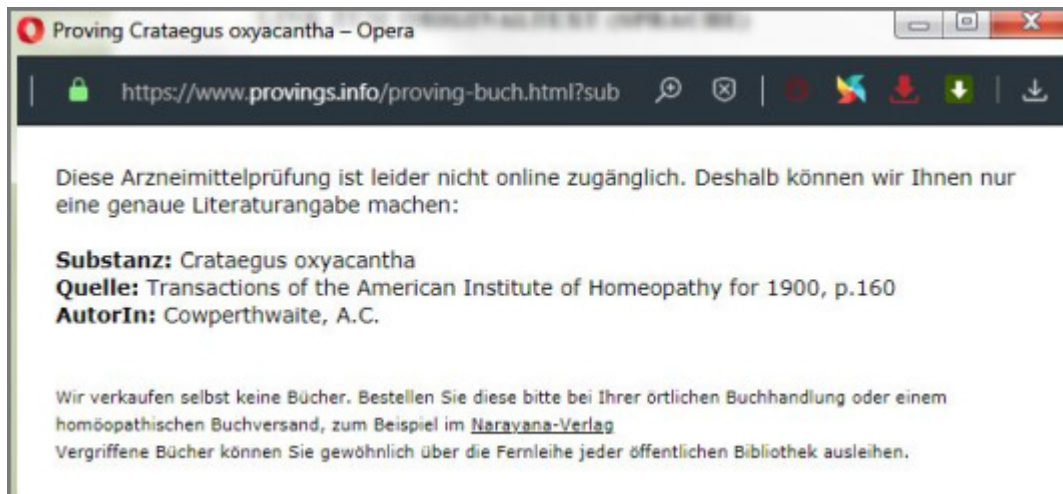 Proving Crataegus oxyacantha – Opera
https://www.provings.info/proving-buch.html?sub
Diese Arzneimittelprüfung ist leider nicht online zugänglich. Deshalb können wir Ihnen nur
eine genaue Literaturangabe machen:
Substanz: Crataegus oxyacantha
Quelle: Transactions of the American Institute of Homeopathy for 1900, p.160
AutorIn: Cowperthwaite, A.C.
Wir verkaufen selbst keine Bücher. Bestellen Sie diese bitte bei Ihrer örtlichen Buchhandlung oder einem
homöopathischen Buchversand, zum Beispiel im Narayana-Verlag
Vergriffene Bücher können Sie gewöhnlich über die Fernleihe jeder öffentlichen Bibliothek ausleihen.